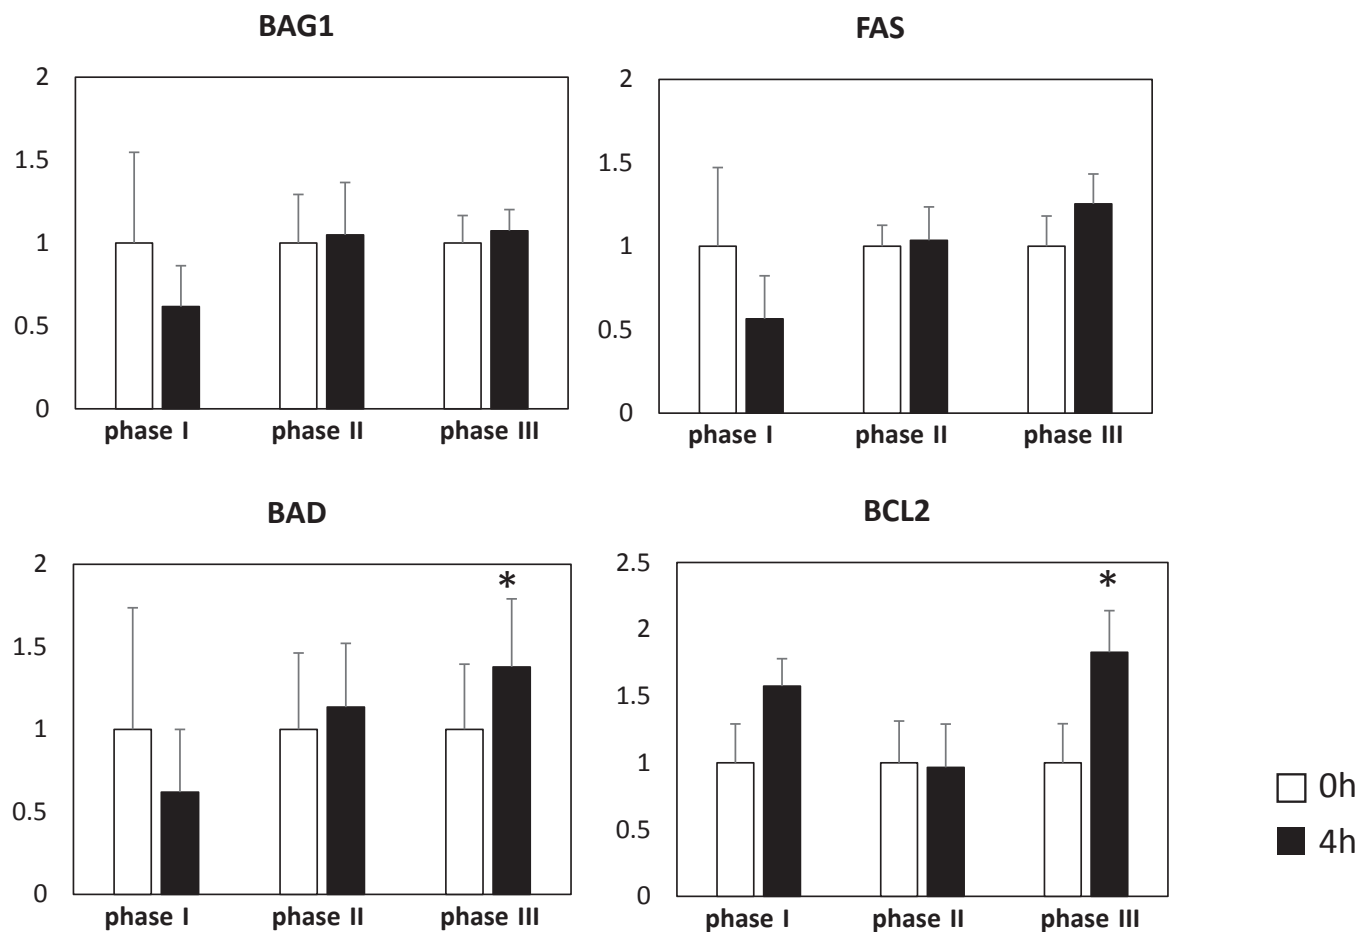 BAG1
2
1.5
1
0.5
0
phase I
phase II
phase III
FAS
2
1.5
1
0.5
0
phase I
phase II
phase III
BAD
2
1.5
1
0.5
0
*
phase I
phase II
phase III
BCL2
2.5
2
1.5
1
0.5
0
*
phase I
phase II
phase III
0h
4h